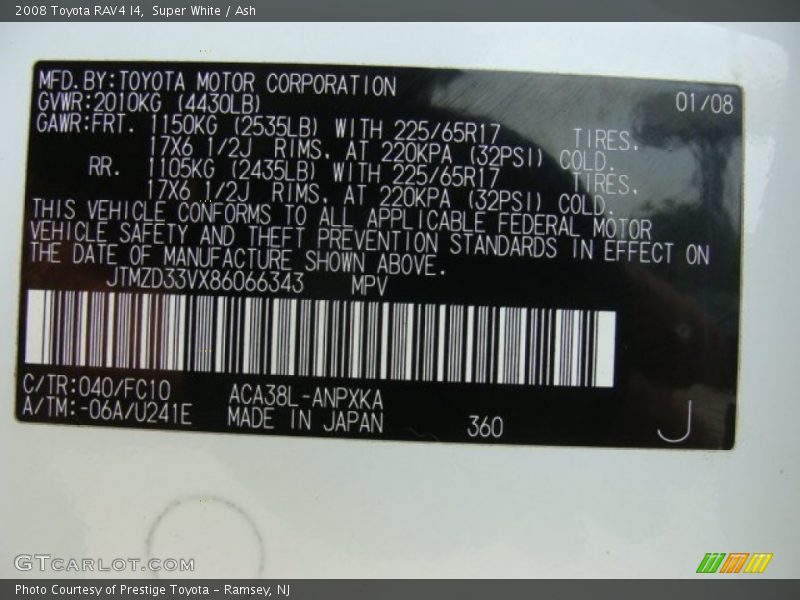 2008 Toyota RAV4 I4, Super White / Ash
MFD.BY:TOYOTA MOTOR CORPORATION 01/08
GVWR:2010KG (4430LB)
GAWR:FRT. 1150KG (2535LB) WITH 225/65R17 TIRES,
17X6 1/2J RIMS, AT 220KPA (32PSI) COLD.
RR. 1105KG (2435LB) WITH 225/65R17 TIRES,
17X6 1/2J RIMS, AT 220KPA (32PSI) COLD.
THIS VEHICLE CONFORMS TO ALL APPLICABLE FEDERAL MOTOR
VEHICLE SAFETY AND THEFT PREVENTION STANDARDS IN EFFECT ON
THE DATE OF MANUFACTURE SHOWN ABOVE.
JTMZD33VX86066343 MPV
C/TR:040/FC10 ACA38L-ANPXKA
A/TM:-06A/U241E MADE IN JAPAN 360 J
GTCARLOT.COM
Photo Courtesy of Prestige Toyota - Ramsey, NJ